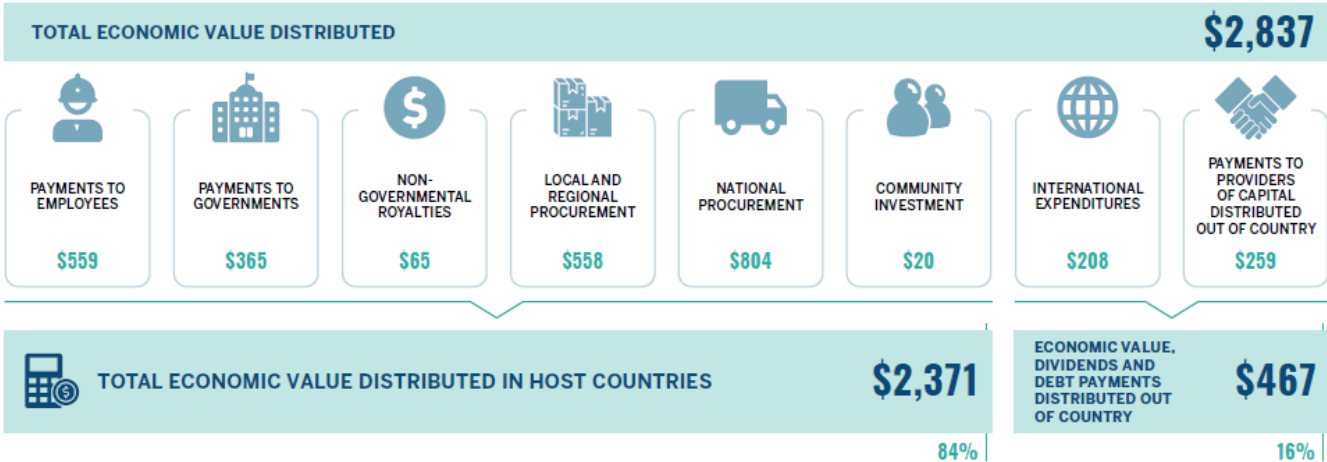 TOTAL ECONOMIC VALUE DISTRIBUTED
$2,837
$
PAYMENTS TO
EMPLOYEES
$559
PAYMENTS TO
GOVERNMENTS
$365
NON-
GOVERNMENTAL
ROYALTIES
$65
LOCAL AND
REGIONAL
PROCUREMENT
$558
NATIONAL
PROCUREMENT
$804
COMMUNITY
INVESTMENT
$20
INTERNATIONAL
EXPENDITURES
$208
PAYMENTS TO
PROVIDERS
OF CAPITAL
DISTRIBUTED
OUT OF COUNTRY
$259
$
TOTAL ECONOMIC VALUE DISTRIBUTED IN HOST COUNTRIES
$2,371
84%
ECONOMIC VALUE,
DIVIDENDS AND
DEBT PAYMENTS
DISTRIBUTED OUT
OF COUNTRY
$467
16%